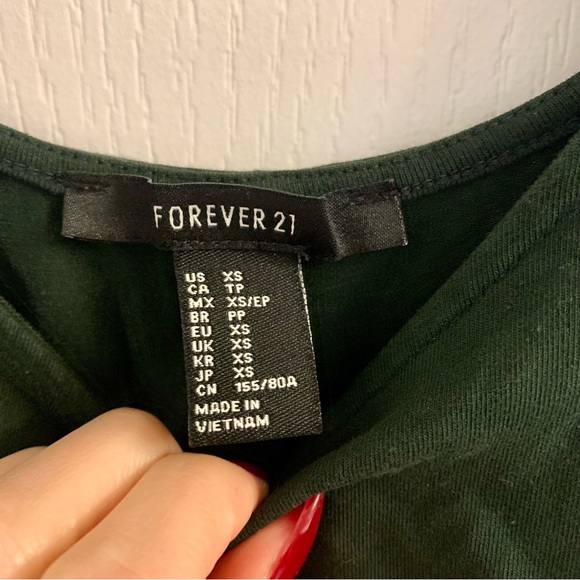 FOREVER 21
US XS
CA TP
MX XS/EP
BR PP
EU XS
UK XS
KR XS
JP XS
CN 155/80A
MADE IN
VIETNAM